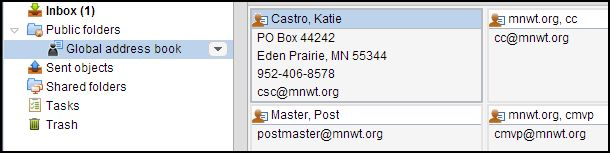 Inbox (1)
Public folders
Global address book
Sent objects
Shared folders
Tasks
Trash
Castro, Katie
PO Box 44242
Eden Prairie, MN 55344
952-406-8578
csc@mnwt.org
mnwt.org, cc
cc@mnwt.org
Master, Post
postmaster@mnwt.org
mnwt.org, cmvp
cmvp@mnwt.org